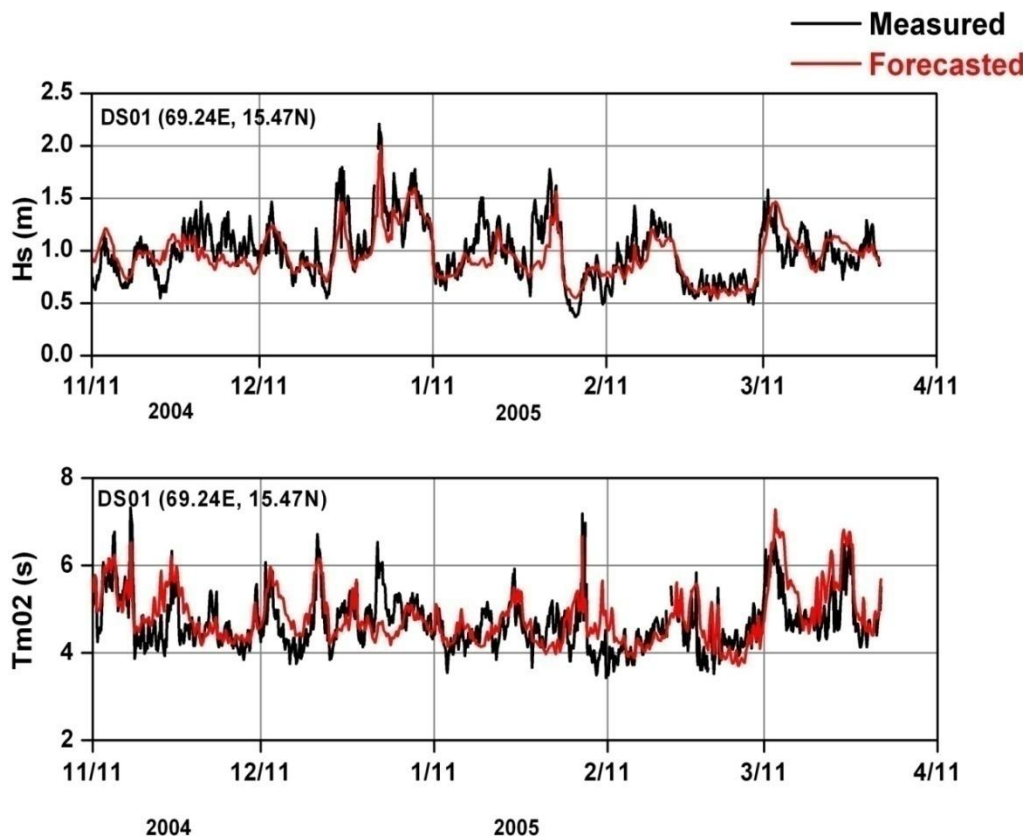 Measured
Forecasted
2.5
DS01 (69.24E, 15.47N)
2.0
1.5
1.0
0.5
0.0
Hs (m)
11/11 12/11 1/11 2/11 3/11 4/11
2004 2005
8
DS01 (69.24E, 15.47N)
6
4
2
Tm02 (s)
11/11 12/11 1/11 2/11 3/11 4/11
2004 2005